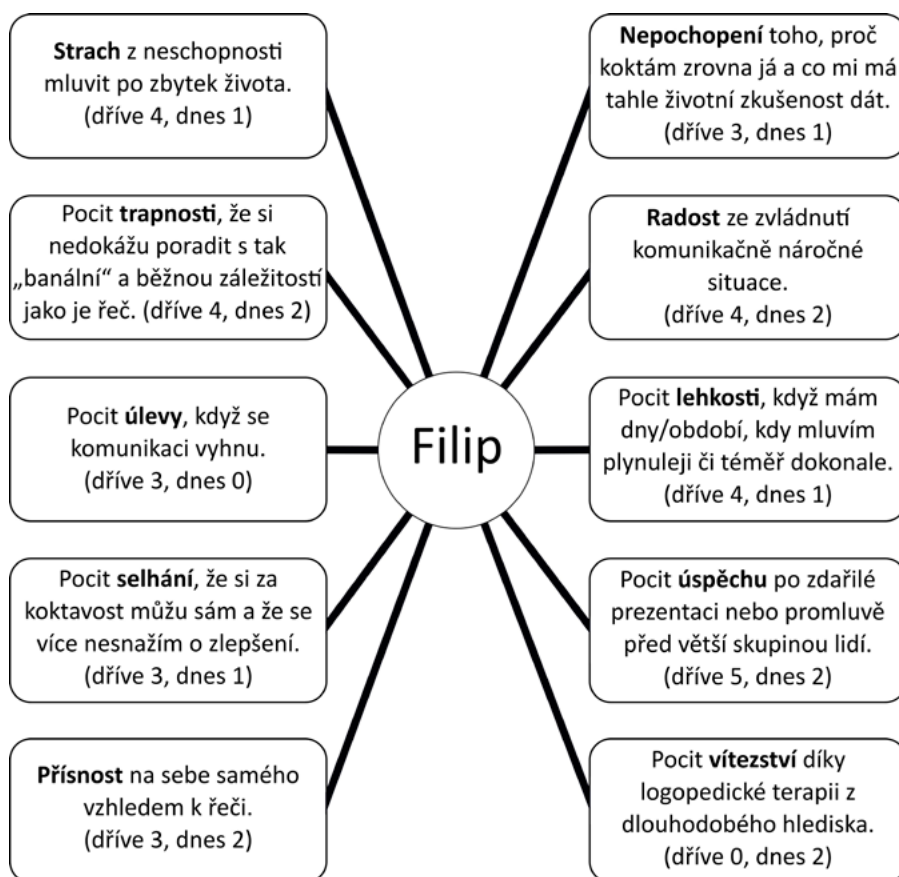 Strach z neschopnosti
mluvit po zbytek života.
(dříve 4, dnes 1)
Pocit trapnosti, že si
nedokážu poradit s tak
„banální“ a běžnou záležitostí
jako je řeč. (dříve 4, dnes 2)
Pocit úlevy, když se
komunikaci vyhnu.
(dříve 3, dnes 0)
Pocit selhání, že si za
koktavost můžu sám a že se
více nesnažím o zlepšení.
(dříve 3, dnes 1)
Přísnost na sebe samého
vzhledem k řeči.
(dříve 3, dnes 2)
Filip
Nepochopení toho, proč
koktám zrovna já a co mi má
tahle životní zkušenost dát.
(dříve 3, dnes 1)
Radost ze zvládnutí
komunikačně náročné
situace.
(dříve 4, dnes 2)
Pocit lehkosti, když mám
dny/období, kdy mluvím
plynuleji či téměř dokonale.
(dříve 4, dnes 1)
Pocit úspěchu po zdařilé
prezentaci nebo promluvě
před větší skupinou lidí.
(dříve 5, dnes 2)
Pocit vítezství díky
logopedické terapii z
dlouhodobého hlediska.
(dříve 0, dnes 2)